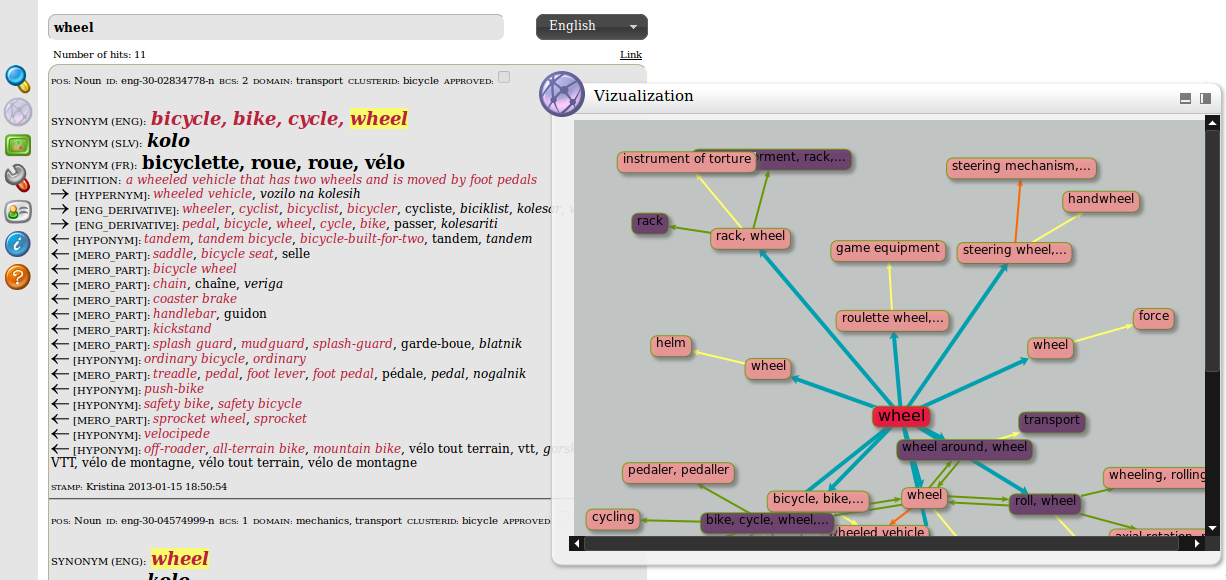 wheel
English
Number of hits: 11
Link
POS: Noun ID: eng-30-02834778-n BCS: 2 DOMAIN: transport CLUSTERID: bicycle APPROVED:
SYNONYM (ENG): bicycle, bike, cycle, wheel
SYNONYM (SLV): kolo
SYNONYM (FR): bicyclette, roue, roue, vélo
DEFINITION: a wheeled vehicle that has two wheels and is moved by foot pedals
→ [HYPERNYM]: wheeled vehicle, vozilo na kolesih
→ [ENG_DERIVATIVE]: wheeler, cyclist, bicyclist, bicycler, cycliste, biciklist,
→ [ENG_DERIVATIVE]: pedal, bicycle, wheel, cycle, bike, passer, kolesariti
← [HYPONYM]: tandem, tandem bicycle, bicycle-built-for-two, tandem, tandem
← [MERO_PART]: saddle, bicycle seat, selle
← [MERO_PART]: bicycle wheel
← [MERO_PART]: chain, chaîne, veriga
← [MERO_PART]: coaster brake
← [MERO_PART]: handlebar, guidon
← [MERO_PART]: kickstand
← [MERO_PART]: splash guard, mudguard, splash-guard, garde-boue, blatnik
← [HYPONYM]: ordinary bicycle, ordinary
← [MERO_PART]: treadle, pedal, foot lever, foot pedal, pédale, pedal, nogalnik
← [HYPONYM]: push-bike
← [HYPONYM]: safety bike, safety bicycle
← [MERO_PART]: sprocket wheel, sprocket
← [HYPONYM]: velocipede
← [HYPONYM]: off-roader, all-terrain bike, mountain bike, vélo tout terrain, vtt,
VTT, vélo de montagne, vélo tout terrain, vélo de montagne
STAMP: Kristina 2013-01-15 18:50:54
POS: Noun ID: eng-30-04574999-n BCS: 1 DOMAIN: mechanics, transport CLUSTERID: bicycle APPROVED
SYNONYM (ENG): wheel
kolo
Vizualization
instrument of torture
rack,...
steering mechanism,...
handwheel
rack
rack, wheel
game equipment
steering wheel,...
roulette wheel,...
force
helm
wheel
wheel
wheel
transport
wheel around, wheel
pedaler, pedaller
wheeling, rolling
bicycle, bike,...
wheel
roll, wheel
cycling
bike, cycle, wheel,...
wheeled vehicle
axial rotation,